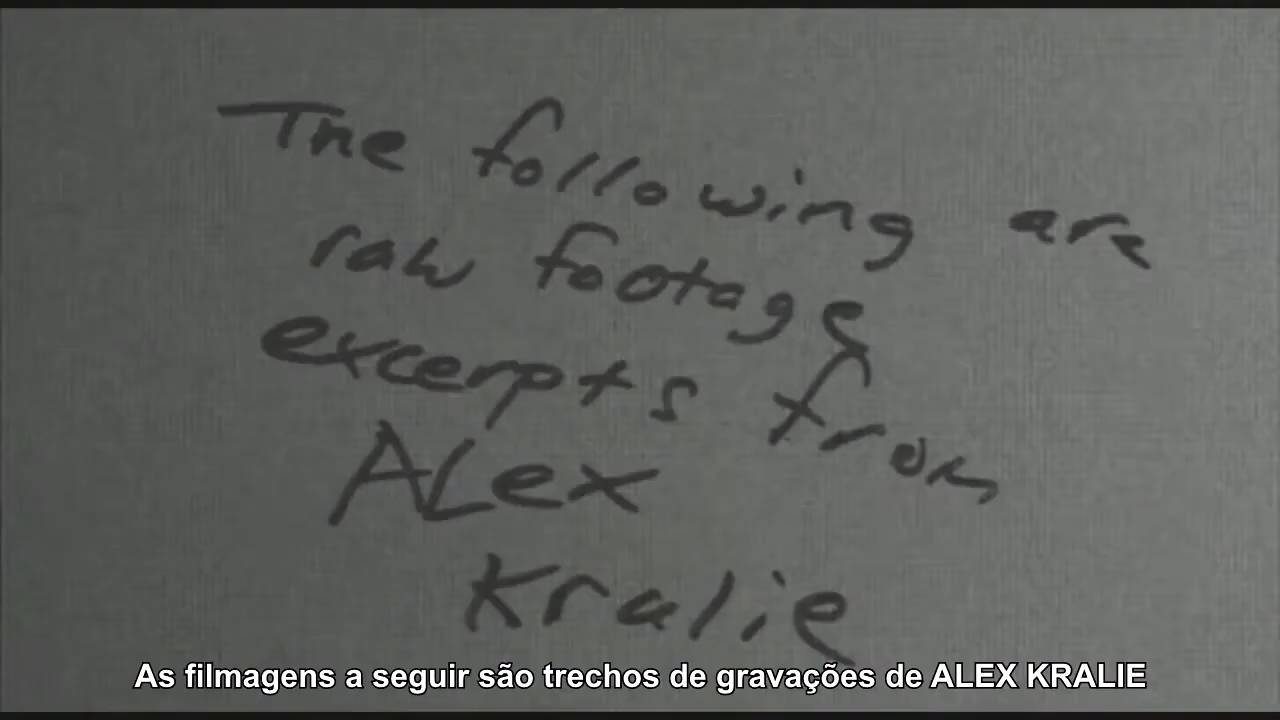 The following are
raw footage
excerpts from
ALex
Kralie
As filmagens a seguir são trechos de gravações de ALEX KRALIE